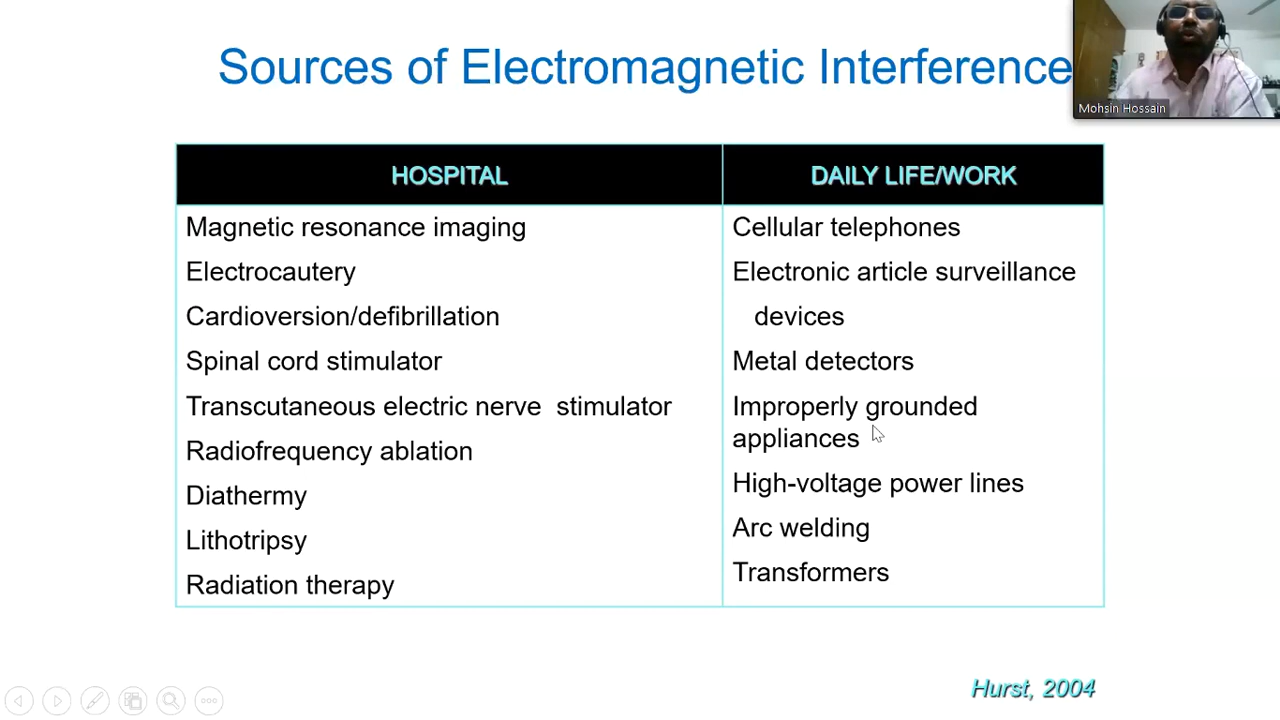 Sources of Electromagnetic Interference
Mohsin Hossain
HOSPITAL
Magnetic resonance imaging
Electrocautery
Cardioversion/defibrillation
Spinal cord stimulator
Transcutaneous electric nerve stimulator
Radiofrequency ablation
Diathermy
Lithotripsy
Radiation therapy
DAILY LIFE/WORK
Cellular telephones
Electronic article surveillance
devices
Metal detectors
Improperly grounded
appliances
High-voltage power lines
Arc welding
Transformers
Hurst, 2004